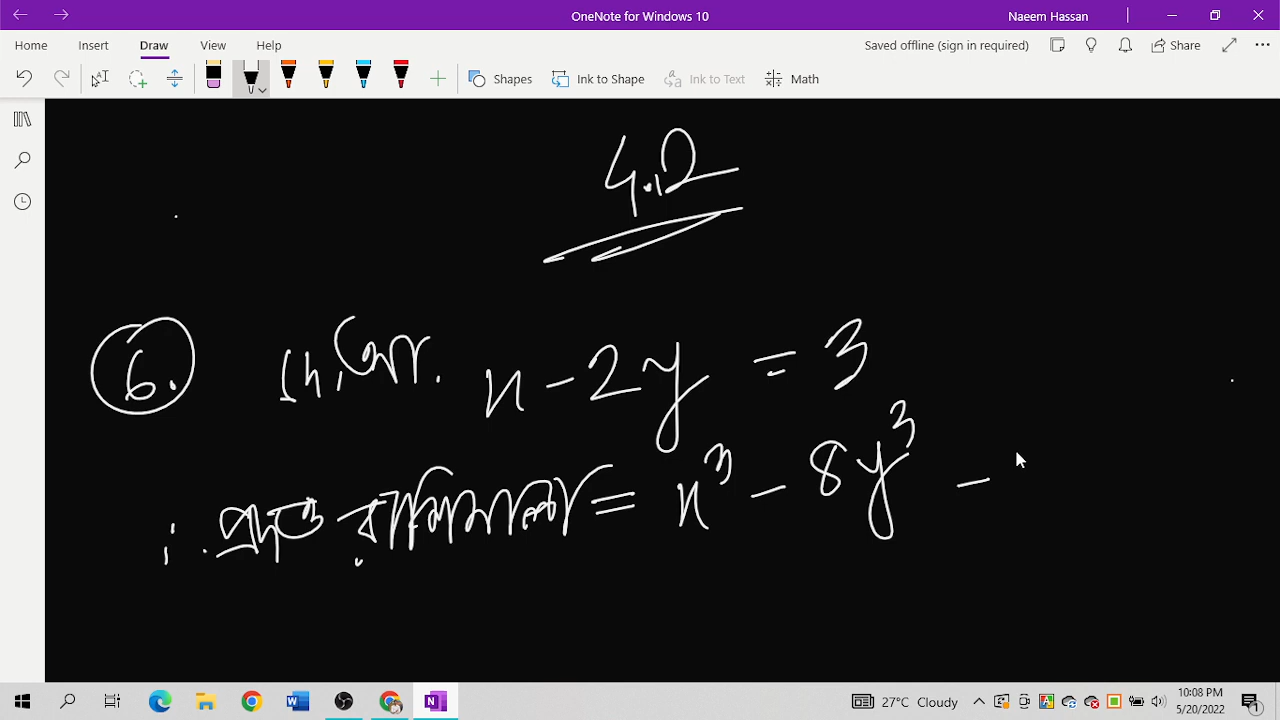 OneNote for Windows 10
Naeem Hassan
Home Insert Draw View Help
Saved offline (sign in required)
Share
Shapes
Ink to Shape
Ink to Text
Math
4.2
6.
x - 2y = 3
প্রদত্ত রাশিমালা = x³ - 8y³ -
27°C Cloudy
10:08 PM
5/20/2022